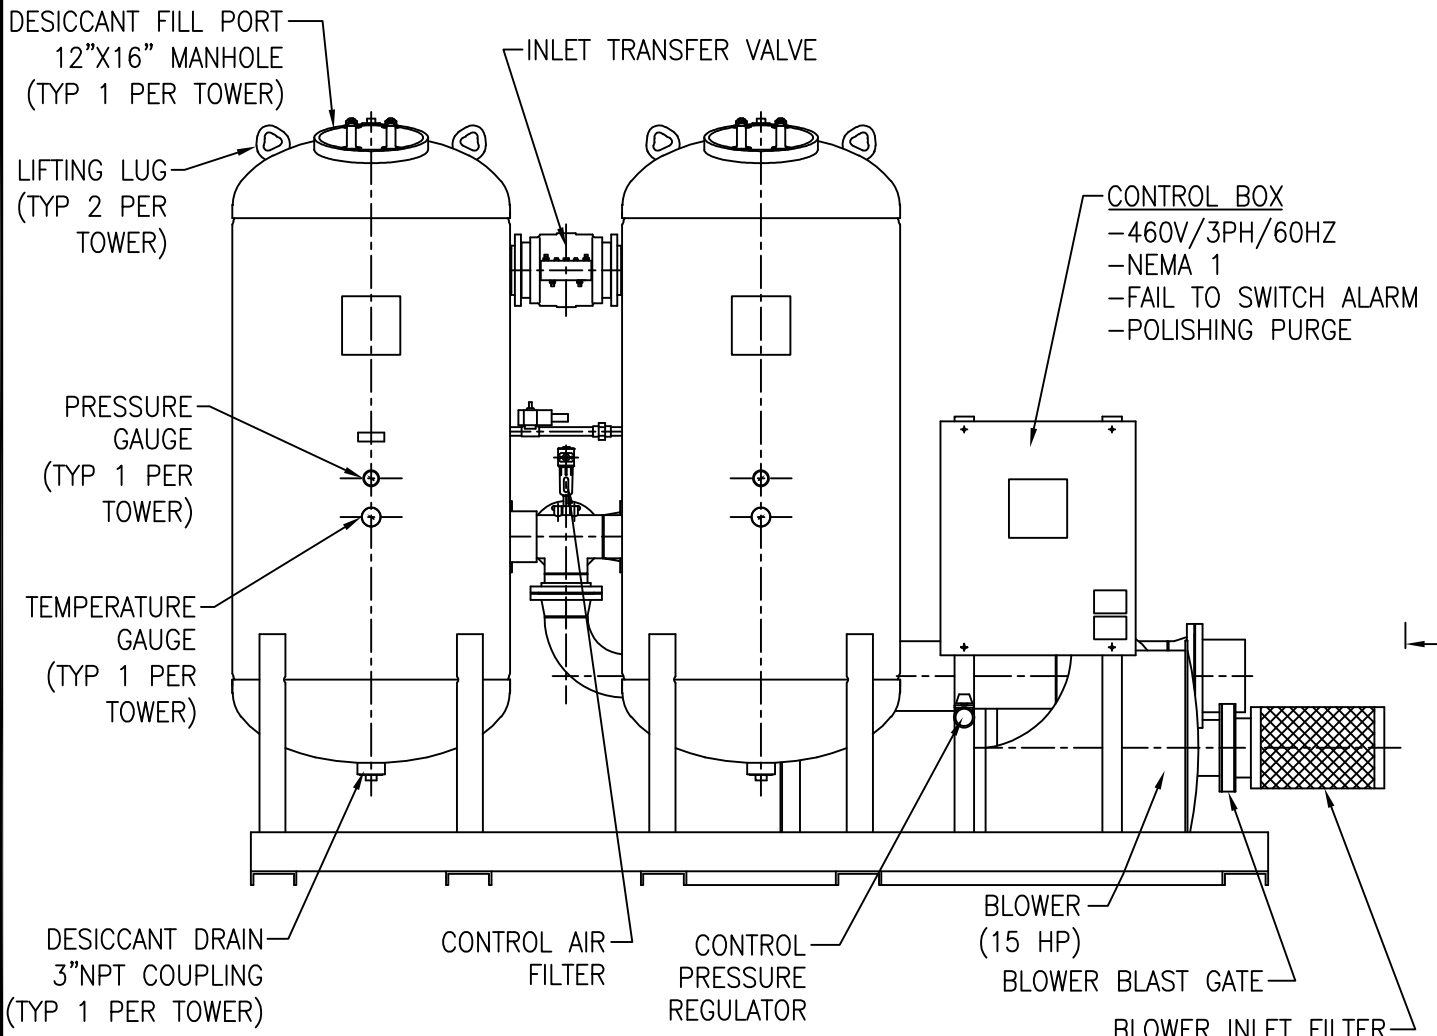 DESICCANT FILL PORT
12”X16” MANHOLE
(TYP 1 PER TOWER)
INLET TRANSFER VALVE
LIFTING LUG
(TYP 2 PER
TOWER)
CONTROL BOX
-460V/3PH/60HZ
-NEMA 1
-FAIL TO SWITCH ALARM
-POLISHING PURGE
PRESSURE
GAUGE
(TYP 1 PER
TOWER)
TEMPERATURE
GAUGE
(TYP 1 PER
TOWER)
DESICCANT DRAIN
3”NPT COUPLING
(TYP 1 PER TOWER)
CONTROL AIR
FILTER
CONTROL
PRESSURE
REGULATOR
BLOWER
(15 HP)
BLOWER BLAST GATE
BLOWER INLET FILTER